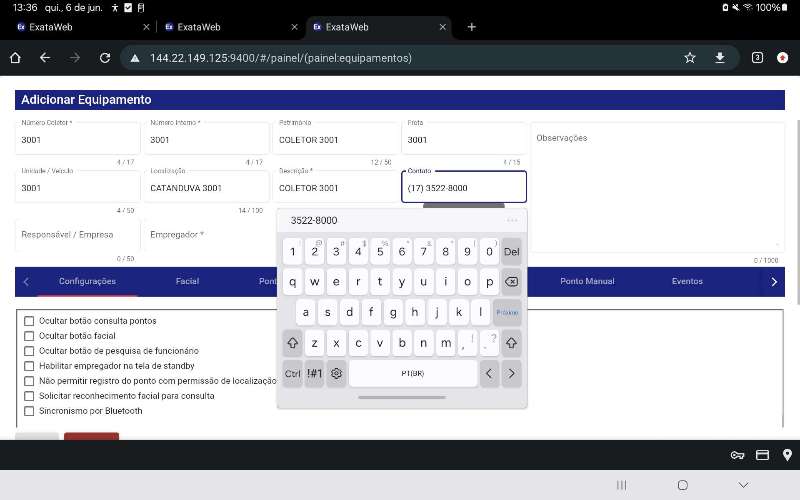 13:36 qui., 6 de jun.
100%
ExataWeb
ExataWeb
ExataWeb
144.22.149.125:9400/#/painel/(painel:equipamentos)
3
Adicionar Equipamento
Número Coletor *
3001
4 / 17
Número Interno *
3001
4 / 17
Patrimônio
COLETOR 3001
12 / 50
Frota
3001
4 / 15
Observações
0 / 1000
Unidade / Veículo
3001
4 / 50
Localização
CATANDUVA 3001
14 / 100
Descrição *
COLETOR 3001
Contato
(17) 3522-8000
Responsável / Empresa
0 / 50
Empregador *
3522-8000
1 2 3 4 5 6 7 8 9 0 Del
q w e r t y u i o p
a s d f g h j k l Próximo
z x c v b n m , ! . ?
Ctrl !#1 PT(BR)
Configurações Facial Pont Ponto Manual Eventos
Ocultar botão consulta pontos
Ocultar botão facial
Ocultar botão de pesquisa de funcionário
Habilitar empregador na tela de standby
Não permitir registro do ponto com permissão de localização
Solicitar reconhecimento facial para consulta
Sincronismo por Bluetooth